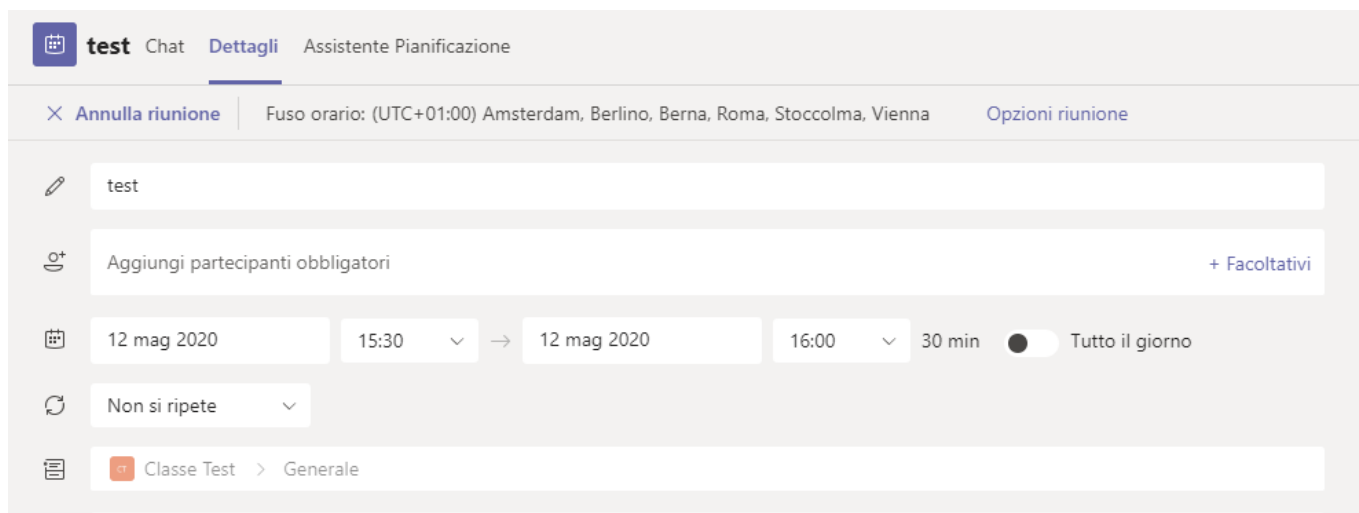 test Chat Dettagli Assistente Pianificazione
Annulla riunione Fuso orario: (UTC+01:00) Amsterdam, Berlino, Berna, Roma, Stoccolma, Vienna Opzioni riunione
test
Aggiungi partecipanti obbligatori + Facoltativi
12 mag 2020 15:30 → 12 mag 2020 16:00 30 min Tutto il giorno
Non si ripete
CT Classe Test > Generale